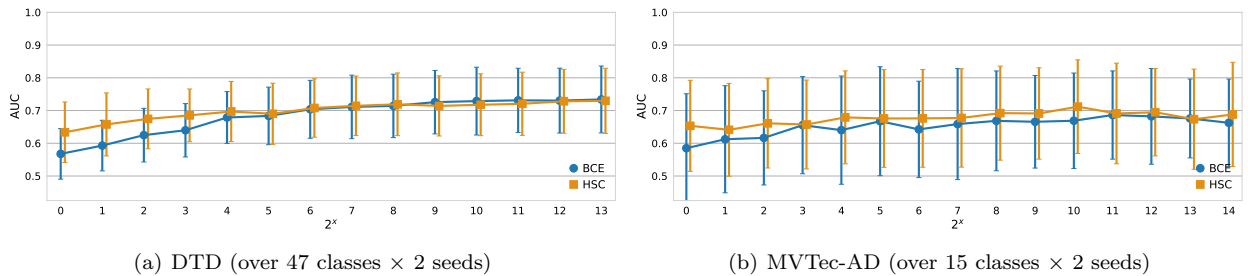 1.0
0.9
0.8
0.7
0.6
0.5
AUC
BCE
HSC
0 1 2 3 4 5 6 7 8 9 10 11 12 13
2^x
(a) DTD (over 47 classes × 2 seeds)
1.0
0.9
0.8
0.7
0.6
0.5
AUC
BCE
HSC
0 1 2 3 4 5 6 7 8 9 10 11 12 13 14
2^x
(b) MVTec-AD (over 15 classes × 2 seeds)